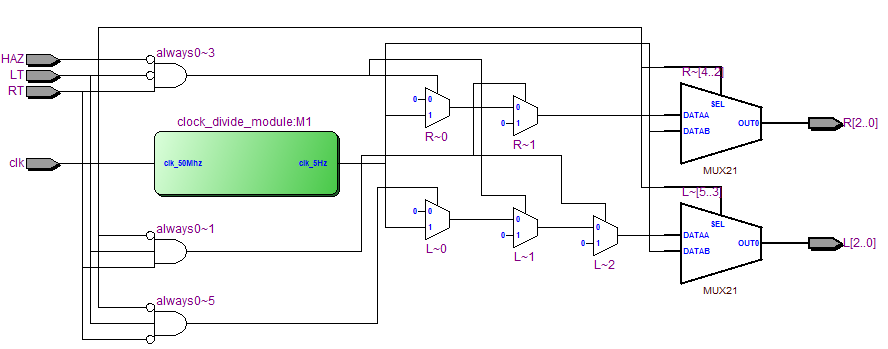 HAZ
LT
RT
always0~3
clock_divide_module:M1
clk
clk_50Mhz
clk_5Hz
always0~1
always0~5
0
0
1
R~0
0
0
1
R~1
0
0
1
L~0
0
0
1
L~1
0
0
1
L~2
R~[4..2]
SEL
DATAA
DATAB
OUT0
MUX21
R[2..0]
L~[5..3]
SEL
DATAA
DATAB
OUT0
MUX21
L[2..0]